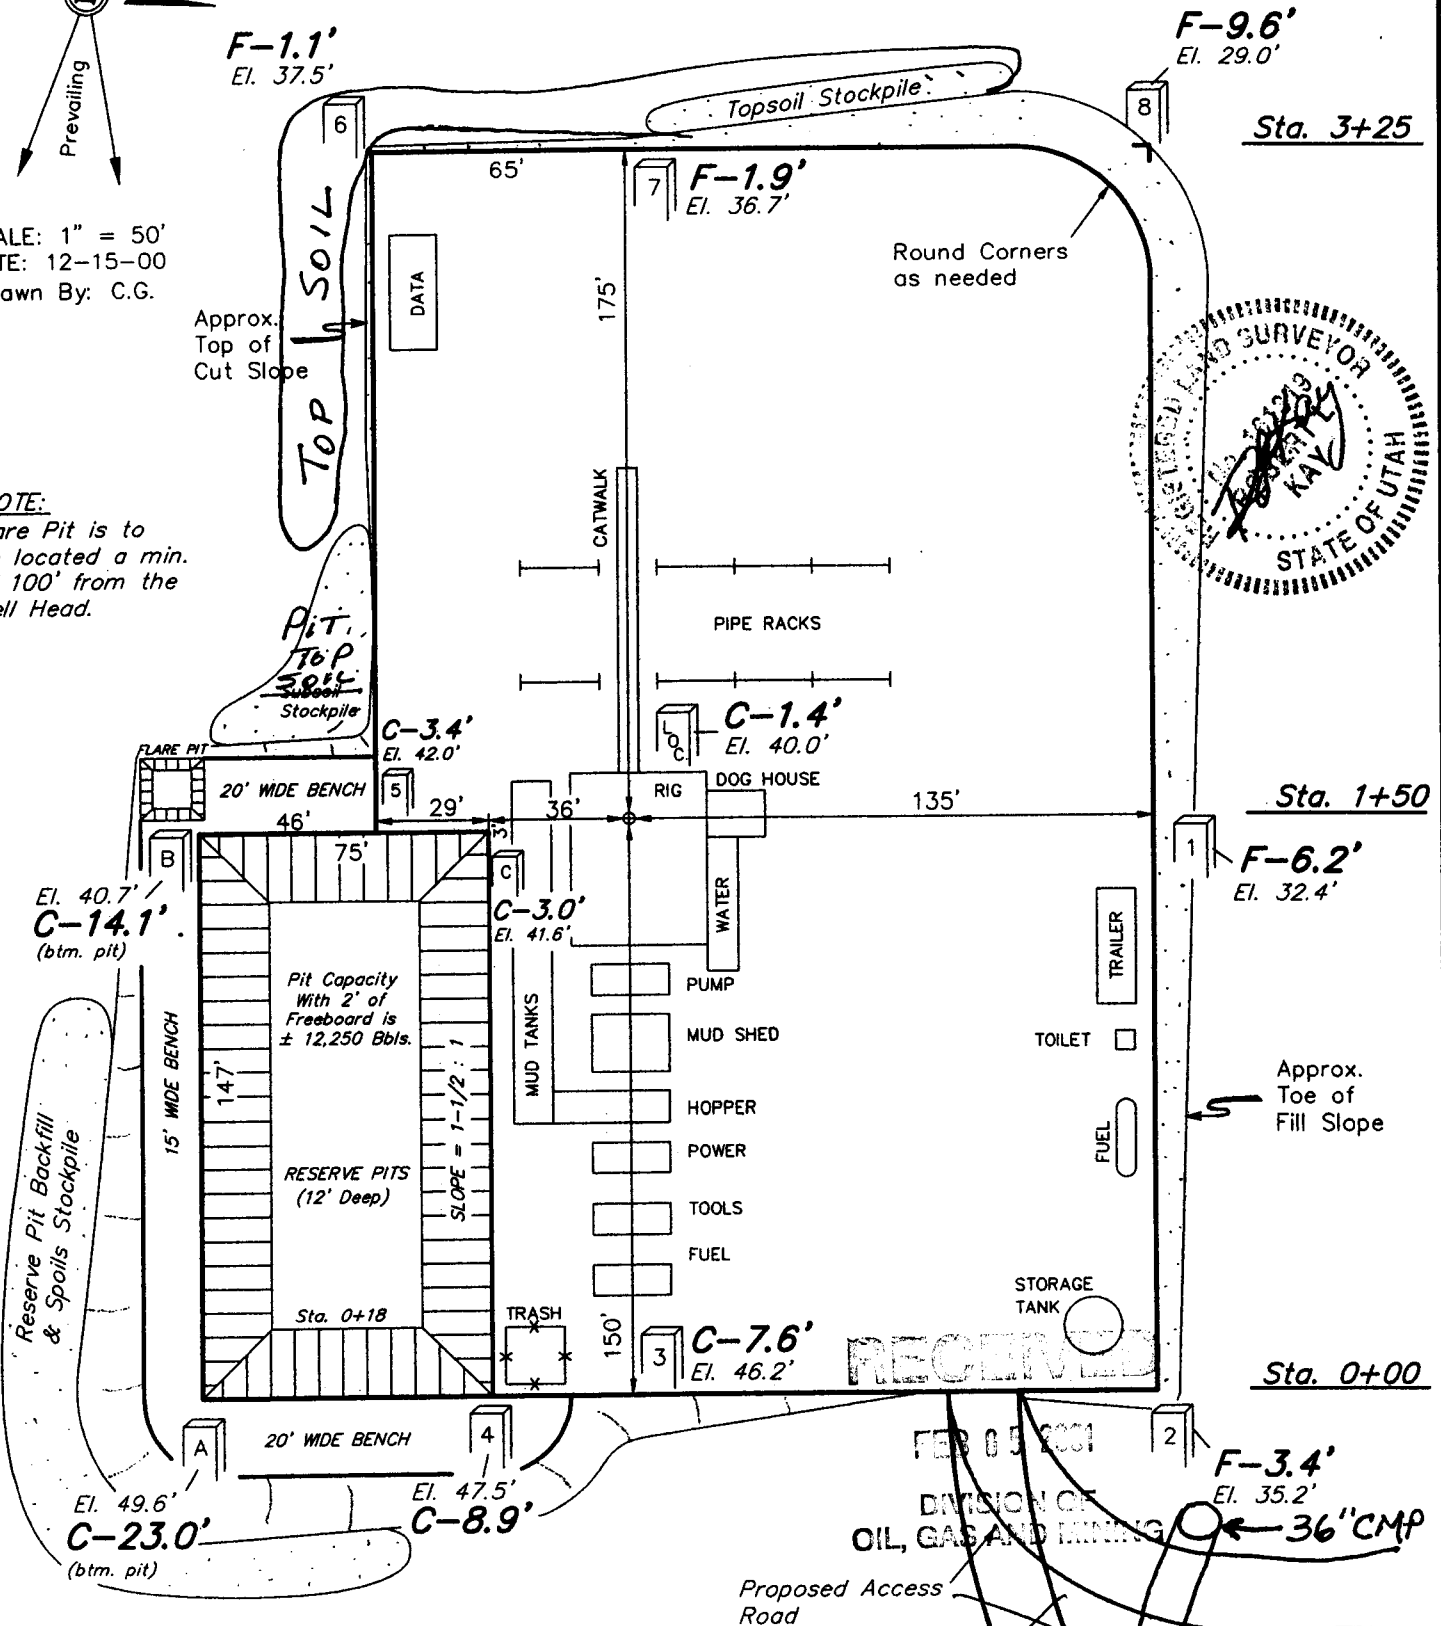 F-1.1'
El. 37.5'
F-9.6'
El. 29.0'
Prevailing
6
Topsoil Stockpile
8
Sta. 3+25
65'
7
F-1.9'
El. 36.7'
ALE: 1" = 50'
TE: 12-15-00
awn By: C.G.
TOP SOIL
DATA
175'
Round Corners
as needed
Approx.
Top of
Cut Slope
REGISTERED LAND SURVEYOR
ROBERT
KAY
STATE OF UTAH
OTE:
are Pit is to
located a min.
100' from the
ell Head.
CATWALK
PIPE RACKS
PiT
ToP
SoiL
Subsoil
Stockpile
C-3.4'
El. 42.0'
LOC.
C-1.4'
El. 40.0'
FLARE PIT
20' WIDE BENCH
5
RIG
DOG HOUSE
Sta. 1+50
46'
29'
36'
135'
3'
75'
B
C
1
F-6.2'
El. 32.4'
El. 40.7'
C-14.1'
(btm. pit)
C-3.0'
El. 41.6'
WATER
TRAILER
Pit Capacity
With 2' of
Freeboard is
± 12,250 Bbls.
PUMP
MUD SHED
TOILET
15' WIDE BENCH
147'
SLOPE = 1-1/2 : 1
MUD TANKS
HOPPER
Approx.
Toe of
Fill Slope
POWER
FUEL
Reserve Pit Backfill
& Spoils Stockpile
RESERVE PITS
(12' Deep)
TOOLS
FUEL
STORAGE
TANK
Sta. 0+18
TRASH
150'
3
C-7.6'
El. 46.2'
RECEIVED
Sta. 0+00
A
20' WIDE BENCH
4
2
FEB 05 2001
F-3.4'
El. 35.2'
El. 49.6'
C-23.0'
(btm. pit)
El. 47.5'
C-8.9'
DIVISION OF
OIL, GAS AND MINING
36" CMP
Proposed Access
Road